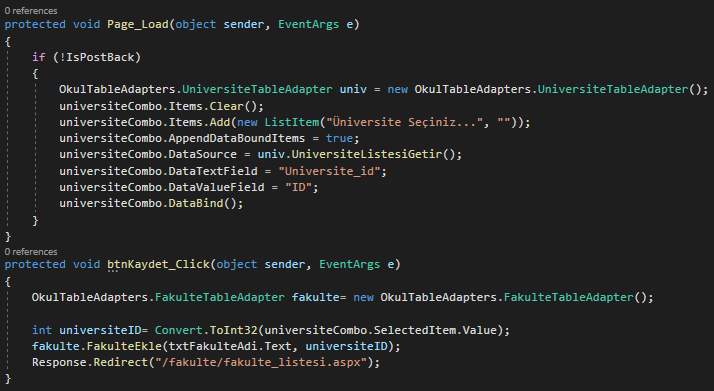 0 references
protected void Page_Load(object sender, EventArgs e)
{
if (!IsPostBack)
{
OkulTableAdapters.UniversiteTableAdapter univ = new OkulTableAdapters.UniversiteTableAdapter();
universiteCombo.Items.Clear();
universiteCombo.Items.Add(new ListItem("Üniversite Seçiniz...", ""));
universiteCombo.AppendDataBoundItems = true;
universiteCombo.DataSource = univ.UniversiteListesiGetir();
universiteCombo.DataTextField = "Universite_id";
universiteCombo.DataValueField = "ID";
universiteCombo.DataBind();
}
}
0 references
protected void btnKaydet_Click(object sender, EventArgs e)
{
OkulTableAdapters.FakulteTableAdapter fakulte= new OkulTableAdapters.FakulteTableAdapter();
int universiteID= Convert.ToInt32(universiteCombo.SelectedItem.Value);
fakulte.FakulteEkle(txtFakulteAdi.Text, universiteID);
Response.Redirect("/fakulte/fakulte_listesi.aspx");
}